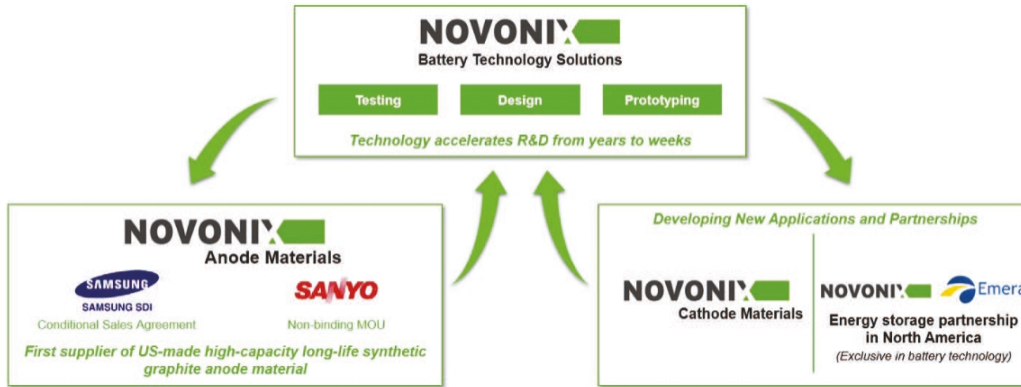 NOVONIX
Battery Technology Solutions
Testing
Design
Prototyping
Technology accelerates R&D from years to weeks
NOVONIX
Anode Materials
SAMSUNG
SAMSUNG SDI
Conditional Sales Agreement
SANYO
Non-binding MOU
First supplier of US-made high-capacity long-life synthetic
graphite anode material
Developing New Applications and Partnerships
NOVONIX
Cathode Materials
NOVONIX
Emera
Energy storage partnership
in North America
(Exclusive in battery technology)